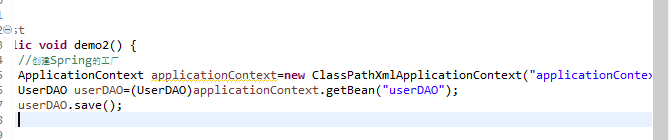 st
lic void demo2() {
//创建Spring的工厂
ApplicationContext applicationContext=new ClassPathXmlApplicationContext("applicationContex
UserDAO userDAO=(UserDAO)applicationContext.getBean("userDAO");
userDAO.save();